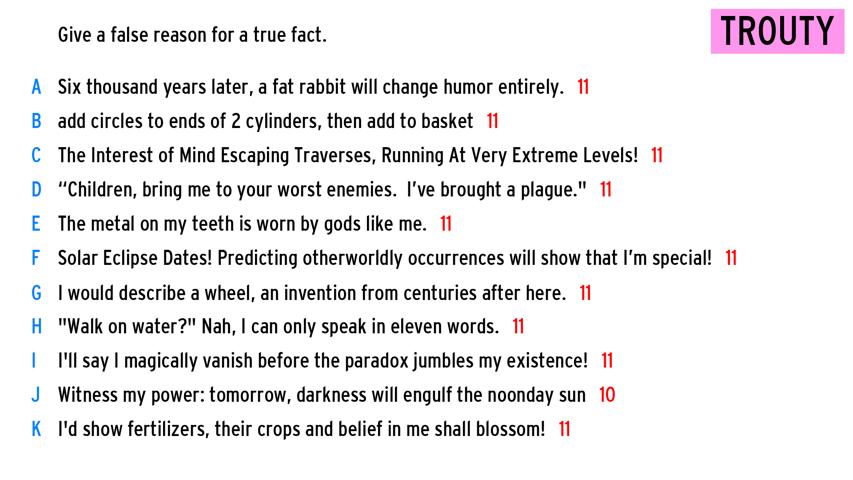 Give a false reason for a true fact.
TROUTY
A Six thousand years later, a fat rabbit will change humor entirely. 11
B add circles to ends of 2 cylinders, then add to basket 11
C The Interest of Mind Escaping Traverses, Running At Very Extreme Levels! 11
D “Children, bring me to your worst enemies. I’ve brought a plague." 11
E The metal on my teeth is worn by gods like me. 11
F Solar Eclipse Dates! Predicting otherworldly occurrences will show that I’m special! 11
G I would describe a wheel, an invention from centuries after here. 11
H "Walk on water?" Nah, I can only speak in eleven words. 11
I I'll say I magically vanish before the paradox jumbles my existence! 11
J Witness my power: tomorrow, darkness will engulf the noonday sun 10
K I'd show fertilizers, their crops and belief in me shall blossom! 11